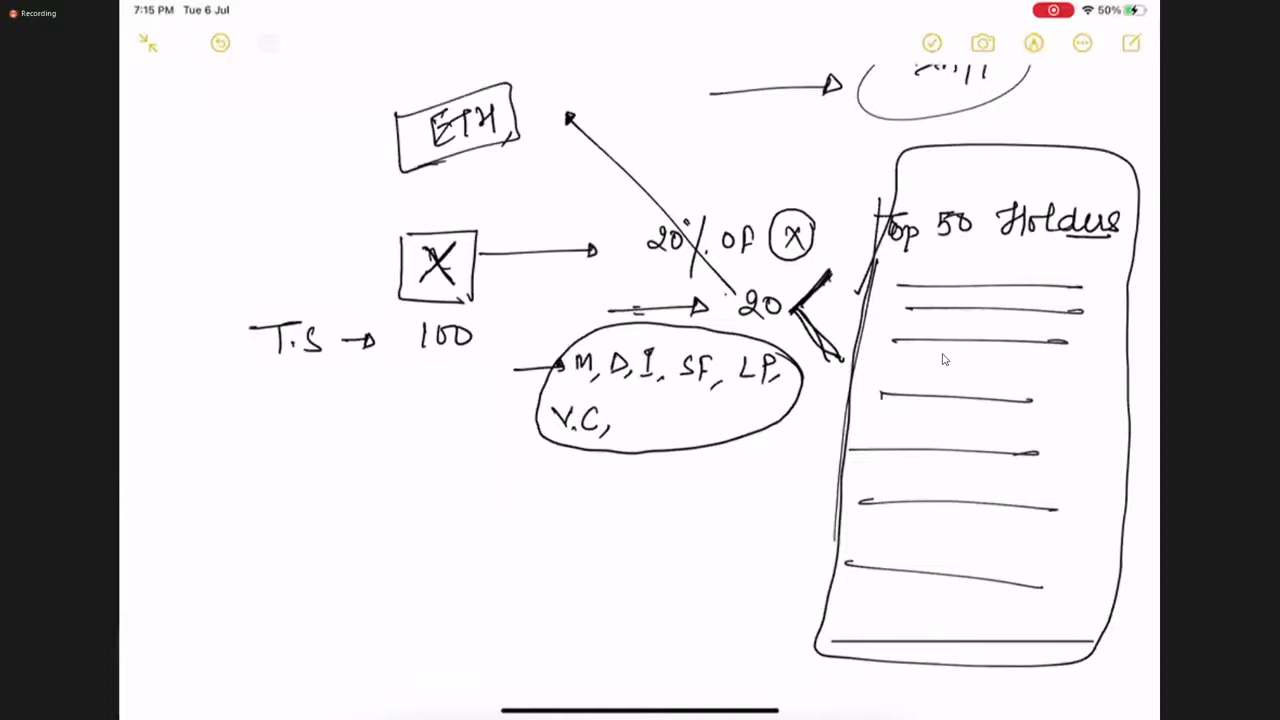 Recording
7:15 PM Tue 6 Jul
50%
ETH
Top 50 Holders
20% of X
X
20
T.S → 100
M, D, I, SF, LP,
V.C,